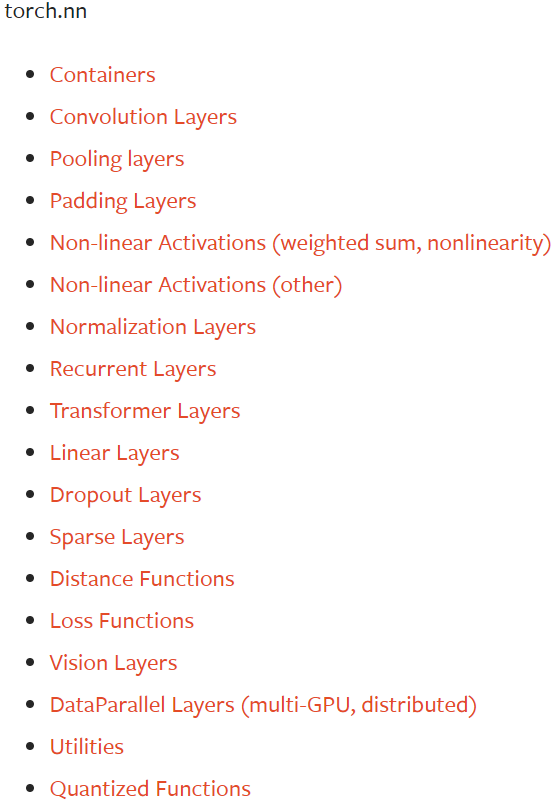 torch.nn
Containers
Convolution Layers
Pooling layers
Padding Layers
Non-linear Activations (weighted sum, nonlinearity)
Non-linear Activations (other)
Normalization Layers
Recurrent Layers
Transformer Layers
Linear Layers
Dropout Layers
Sparse Layers
Distance Functions
Loss Functions
Vision Layers
DataParallel Layers (multi-GPU, distributed)
Utilities
Quantized Functions